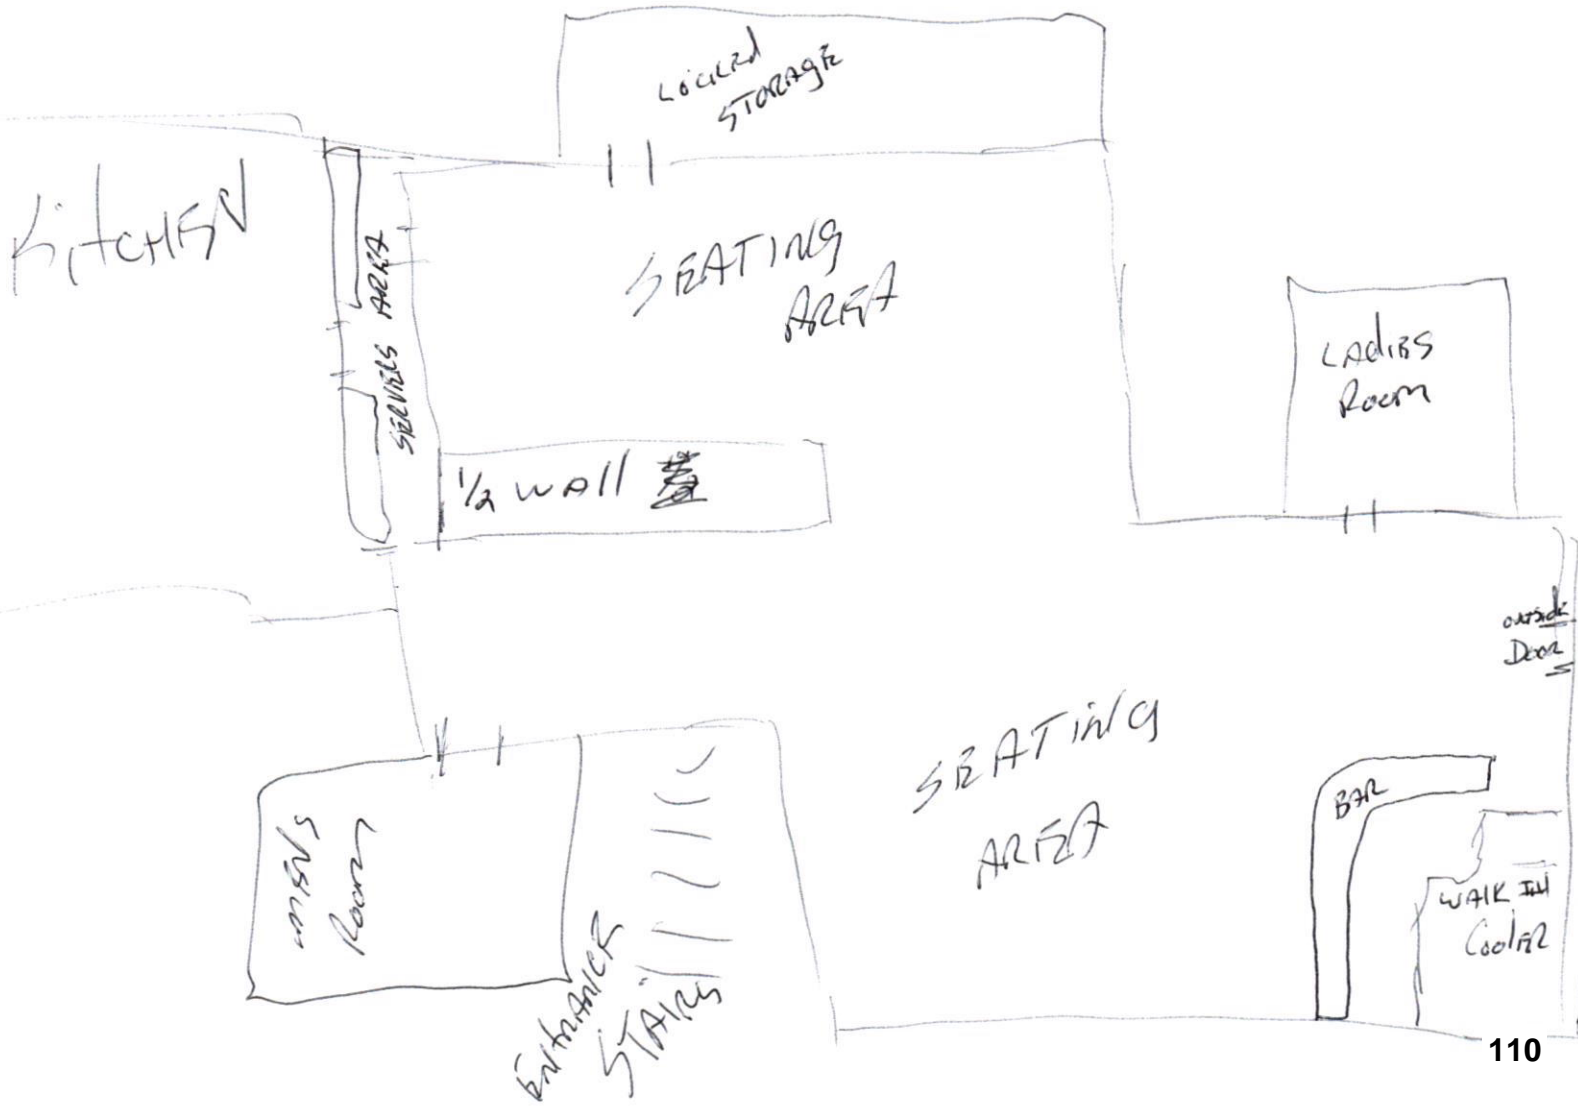 LOCKED
STORAGE
KitCHEN
SEATING
AREA
SERVICE AREA
LADIES
Room
1/2 WAll
OUTSIDE
Door
SEATING
AREA
BAR
MENS
Room
WALK IN
Cooler
ENTRANCE
STAIRS
110